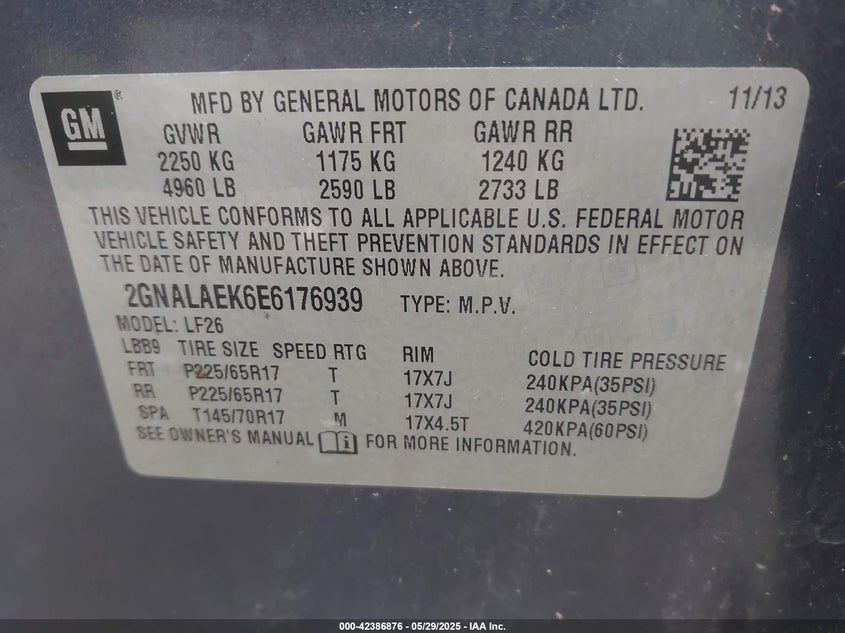 GM®
MFD BY GENERAL MOTORS OF CANADA LTD. 11/13
GVWR GAWR FRT GAWR RR
2250 KG 1175 KG 1240 KG
4960 LB 2590 LB 2733 LB
THIS VEHICLE CONFORMS TO ALL APPLICABLE U.S. FEDERAL MOTOR
VEHICLE SAFETY AND THEFT PREVENTION STANDARDS IN EFFECT ON
THE DATE OF MANUFACTURE SHOWN ABOVE.
2GNALAEK6E6176939 TYPE: M.P.V.
MODEL: LF26
LBB9 TIRE SIZE SPEED RTG RIM COLD TIRE PRESSURE
FRT P225/65R17 T 17X7J 240KPA(35PSI)
RR P225/65R17 T 17X7J 240KPA(35PSI)
SPA T145/70R17 M 17X4.5T 420KPA(60PSI)
SEE OWNER'S MANUAL i FOR MORE INFORMATION.
000-42386876 - 05/29/2025 - IAA Inc.